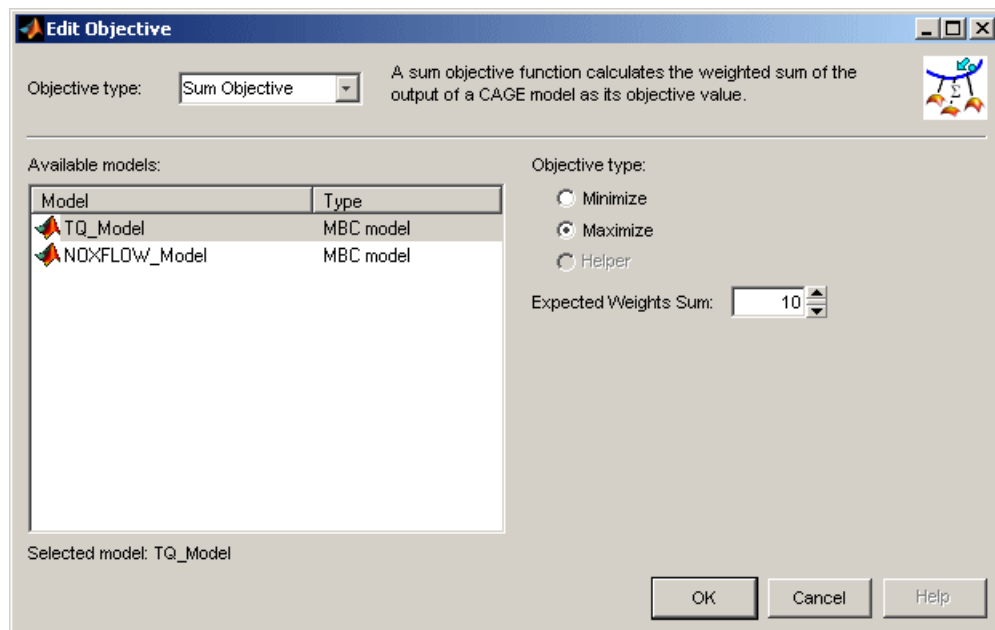 Edit Objective
Objective type:
Sum Objective
A sum objective function calculates the weighted sum of the
output of a CAGE model as its objective value.
Σ
Available models:
Objective type:
Model
Type
TQ_Model
MBC model
NOXFLOW_Model
MBC model
Minimize
Maximize
Helper
Expected Weights Sum:
10
Selected model: TQ_Model
OK
Cancel
Help